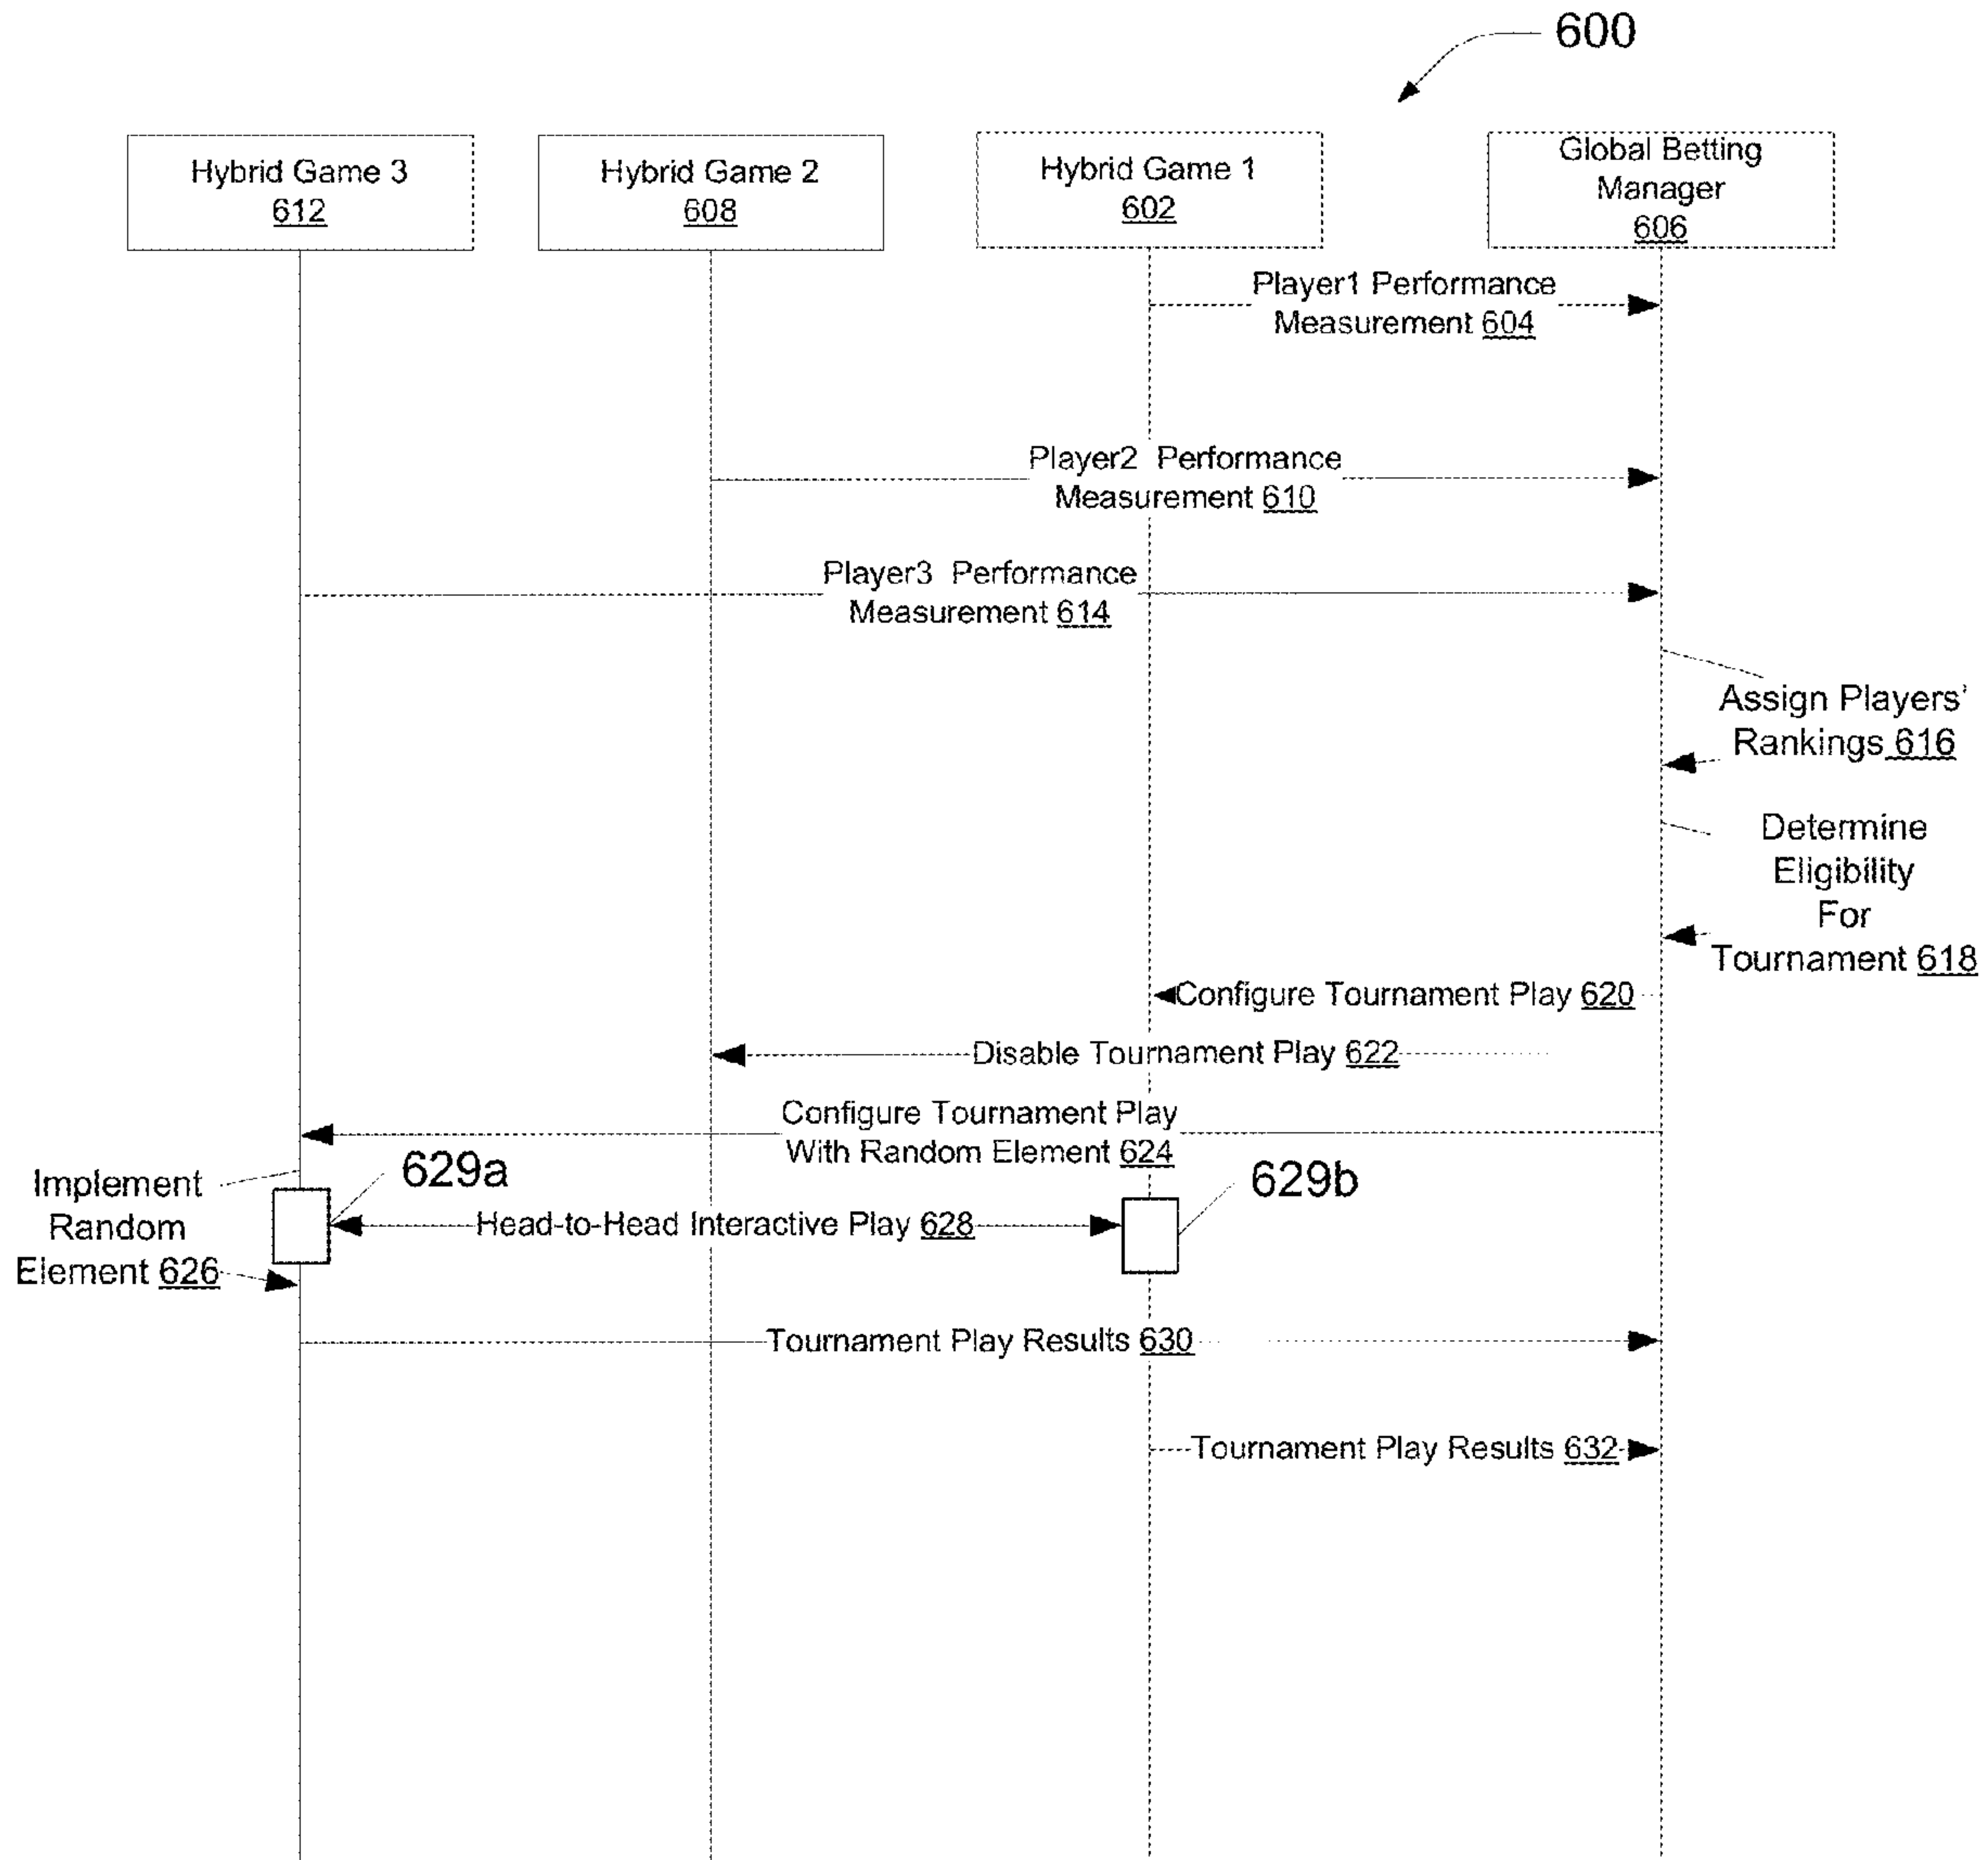 600
Hybrid Game 3
612
Hybrid Game 2
608
Hybrid Game 1
602
Global Betting
Manager
606
Player1 Performance
Measurement 604
Player2 Performance
Measurement 610
Player3 Performance
Measurement 614
Assign Players'
Rankings 616
Determine
Eligibility
For
Tournament 618
Configure Tournament Play 620
Disable Tournament Play 622
Configure Tournament Play
With Random Element 624
Implement
Random
Element 626
629a
629b
Head-to-Head Interactive Play 628
Tournament Play Results 630
Tournament Play Results 632